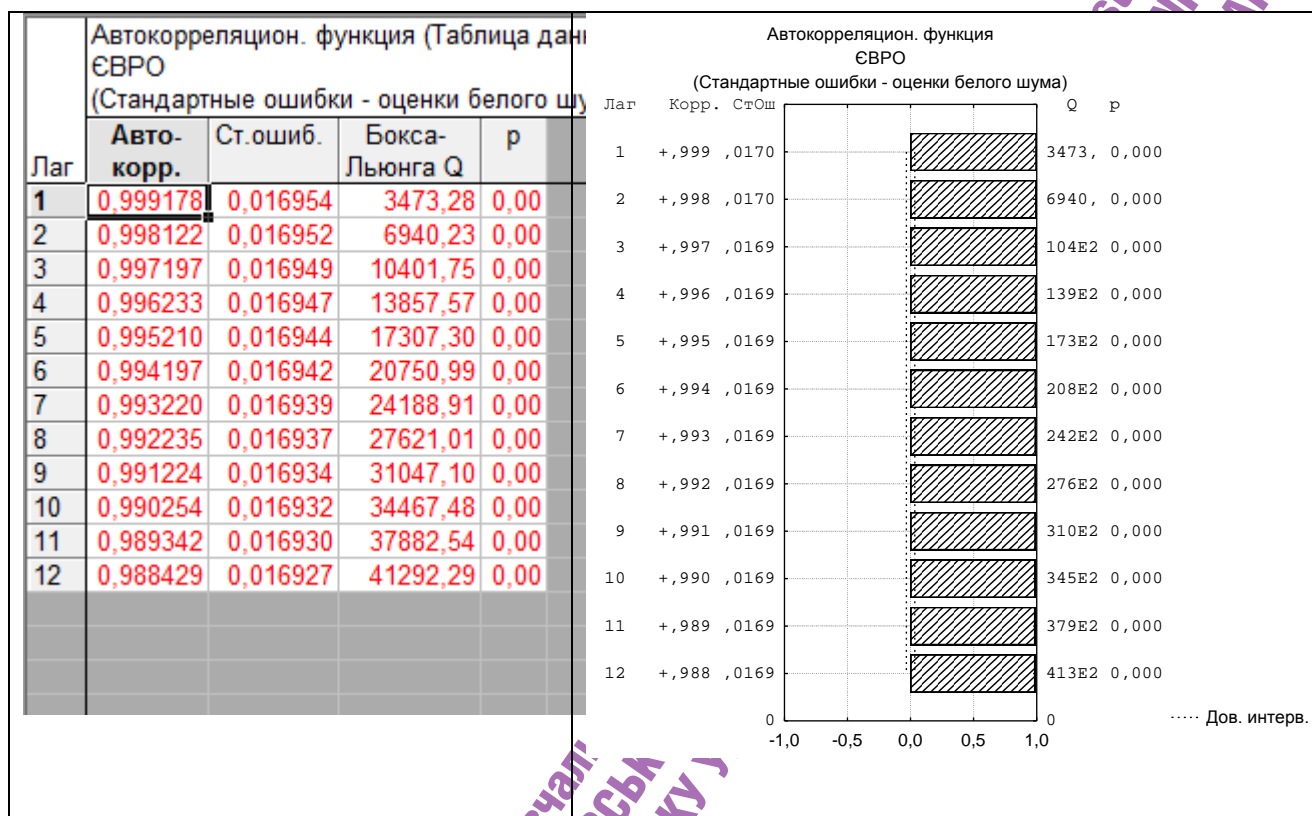 Автокорреляцион. функция (Таблица
ЄВРО
(Стандартные ошибки - оценки белого
Лаг Авто-корр. Ст.ошиб. Бокса-Льюнга Q p
1 0,999178 0,016954 3473,28 0,00
2 0,998122 0,016952 6940,23 0,00
3 0,997197 0,016949 10401,75 0,00
4 0,996233 0,016947 13857,57 0,00
5 0,995210 0,016944 17307,30 0,00
6 0,994197 0,016942 20750,99 0,00
7 0,993220 0,016939 24188,91 0,00
8 0,992235 0,016937 27621,01 0,00
9 0,991224 0,016934 31047,10 0,00
10 0,990254 0,016932 34467,48 0,00
11 0,989342 0,016930 37882,54 0,00
12 0,988429 0,016927 41292,29 0,00
Автокорреляцион. функция
ЄВРО
(Стандартные ошибки - оценки белого шума)
Лаг Корр. СтОш Q p
1 +,999 ,0170 3473, 0,000
2 +,998 ,0170 6940, 0,000
3 +,997 ,0169 104E2 0,000
4 +,996 ,0169 139E2 0,000
5 +,995 ,0169 173E2 0,000
6 +,994 ,0169 208E2 0,000
7 +,993 ,0169 242E2 0,000
8 +,992 ,0169 276E2 0,000
9 +,991 ,0169 310E2 0,000
10 +,990 ,0169 345E2 0,000
11 +,989 ,0169 379E2 0,000
12 +,988 ,0169 413E2 0,000
0 0
-1,0 -0,5 0,0 0,5 1,0
Дов. интерв.